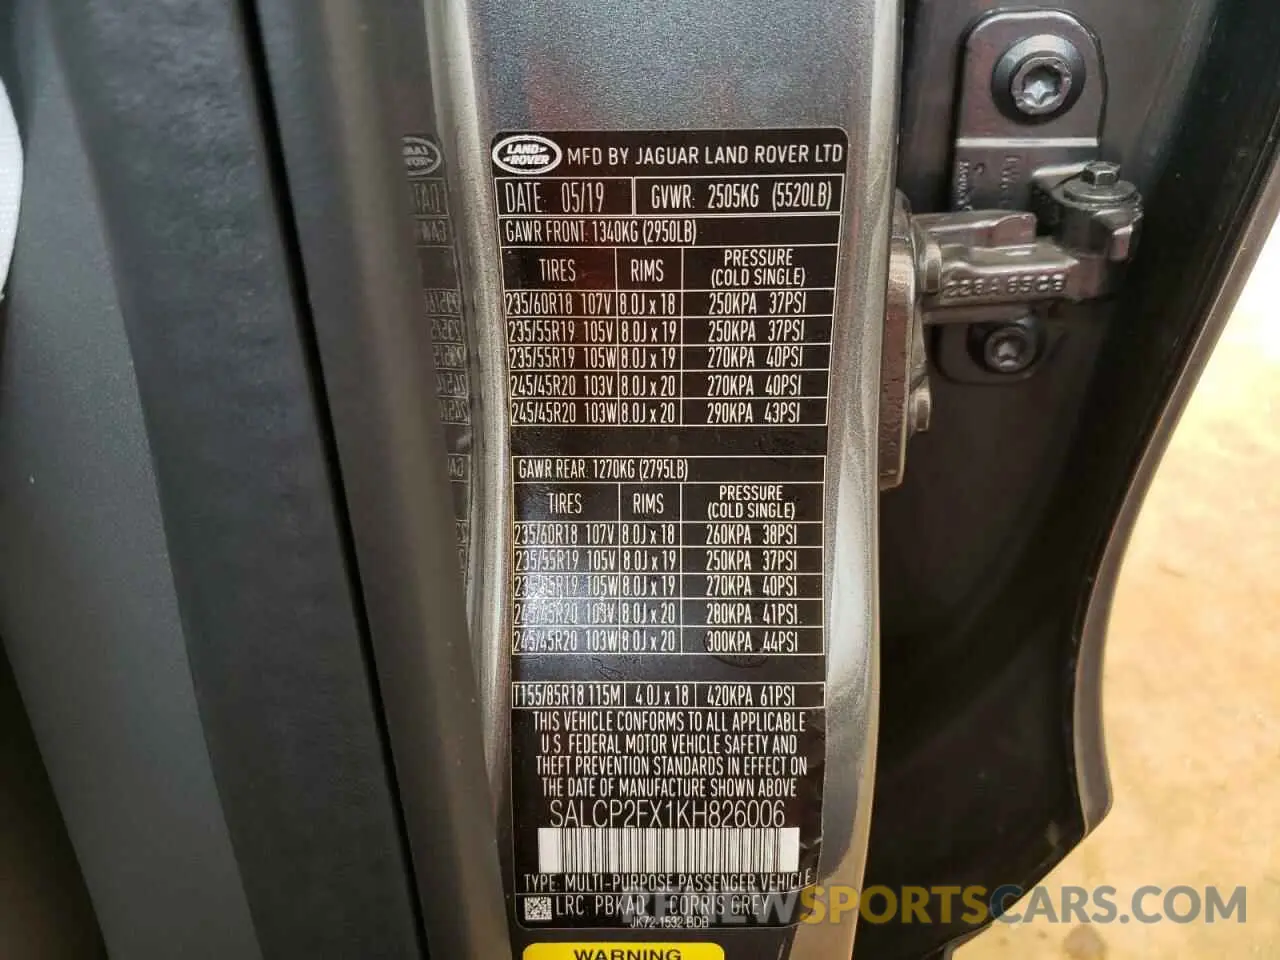 LAND ROVER MFD BY JAGUAR LAND ROVER LTD
DATE: 05/19 GVWR: 2505KG (5520LB)
GAWR FRONT: 1340KG (2950LB)
TIRES RIMS PRESSURE (COLD SINGLE)
235/60R18 107V 8.0J x 18 250KPA 37PSI
235/55R19 105V 8.0J x 19 250KPA 37PSI
235/55R19 105W 8.0J x 19 270KPA 40PSI
245/45R20 103V 8.0J x 20 270KPA 40PSI
245/45R20 103W 8.0J x 20 290KPA 43PSI
GAWR REAR: 1270KG (2795LB)
TIRES RIMS PRESSURE (COLD SINGLE)
235/60R18 107V 8.0J x 18 260KPA 38PSI
235/55R19 105V 8.0J x 19 250KPA 37PSI
235/55R19 105W 8.0J x 19 270KPA 40PSI
245/45R20 103V 8.0J x 20 280KPA 41PSI
245/45R20 103W 8.0J x 20 300KPA 44PSI
T155/85R18 115M 4.0J x 18 420KPA 61PSI
THIS VEHICLE CONFORMS TO ALL APPLICABLE
U.S. FEDERAL MOTOR VEHICLE SAFETY AND
THEFT PREVENTION STANDARDS IN EFFECT ON
THE DATE OF MANUFACTURE SHOWN ABOVE
SALCP2FX1KH826006
TYPE: MULTI-PURPOSE PASSENGER VEHICLE
LRC: PBKAD CORRIS GREY
JK72-1532-BDB
REVIEWSCARS.COM
WARNING